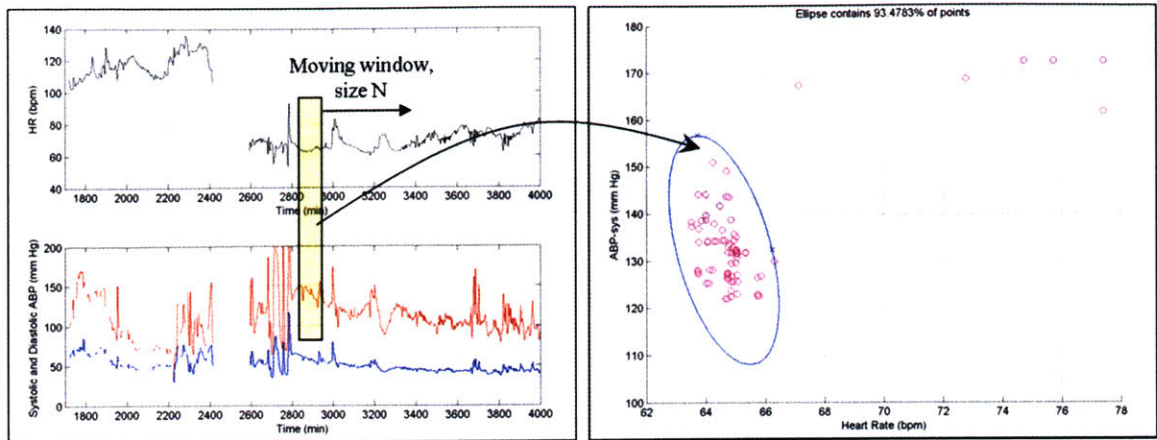 140
120
100
80
60
40
HR (bpm)
Moving window,
size N
1800 2000 2200 2400 2600 2800 3000 3200 3400 3600 3800 4000
Time (min)
200
150
100
50
0
Systolic and Diastolic ABP (mm Hg)
1800 2000 2200 2400 2600 2800 3000 3200 3400 3600 3800 4000
Time (min)
Ellipse contains 93.4783% of points
180
170
160
150
140
130
120
110
100
ABP-sys (mm Hg)
62 64 66 68 70 72 74 76 78
Heart Rate (bpm)